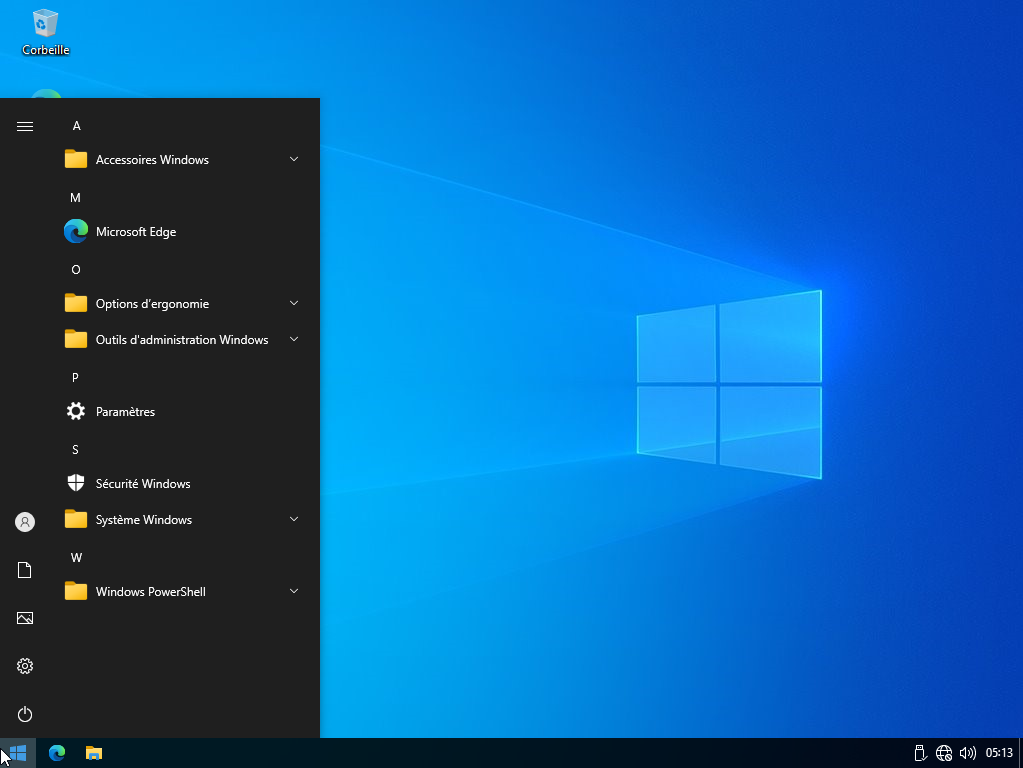 Corbeille
A
Accessoires Windows
M
Microsoft Edge
O
Options d’ergonomie
Outils d'administration Windows
P
Paramètres
S
Sécurité Windows
Système Windows
W
Windows PowerShell
05:13